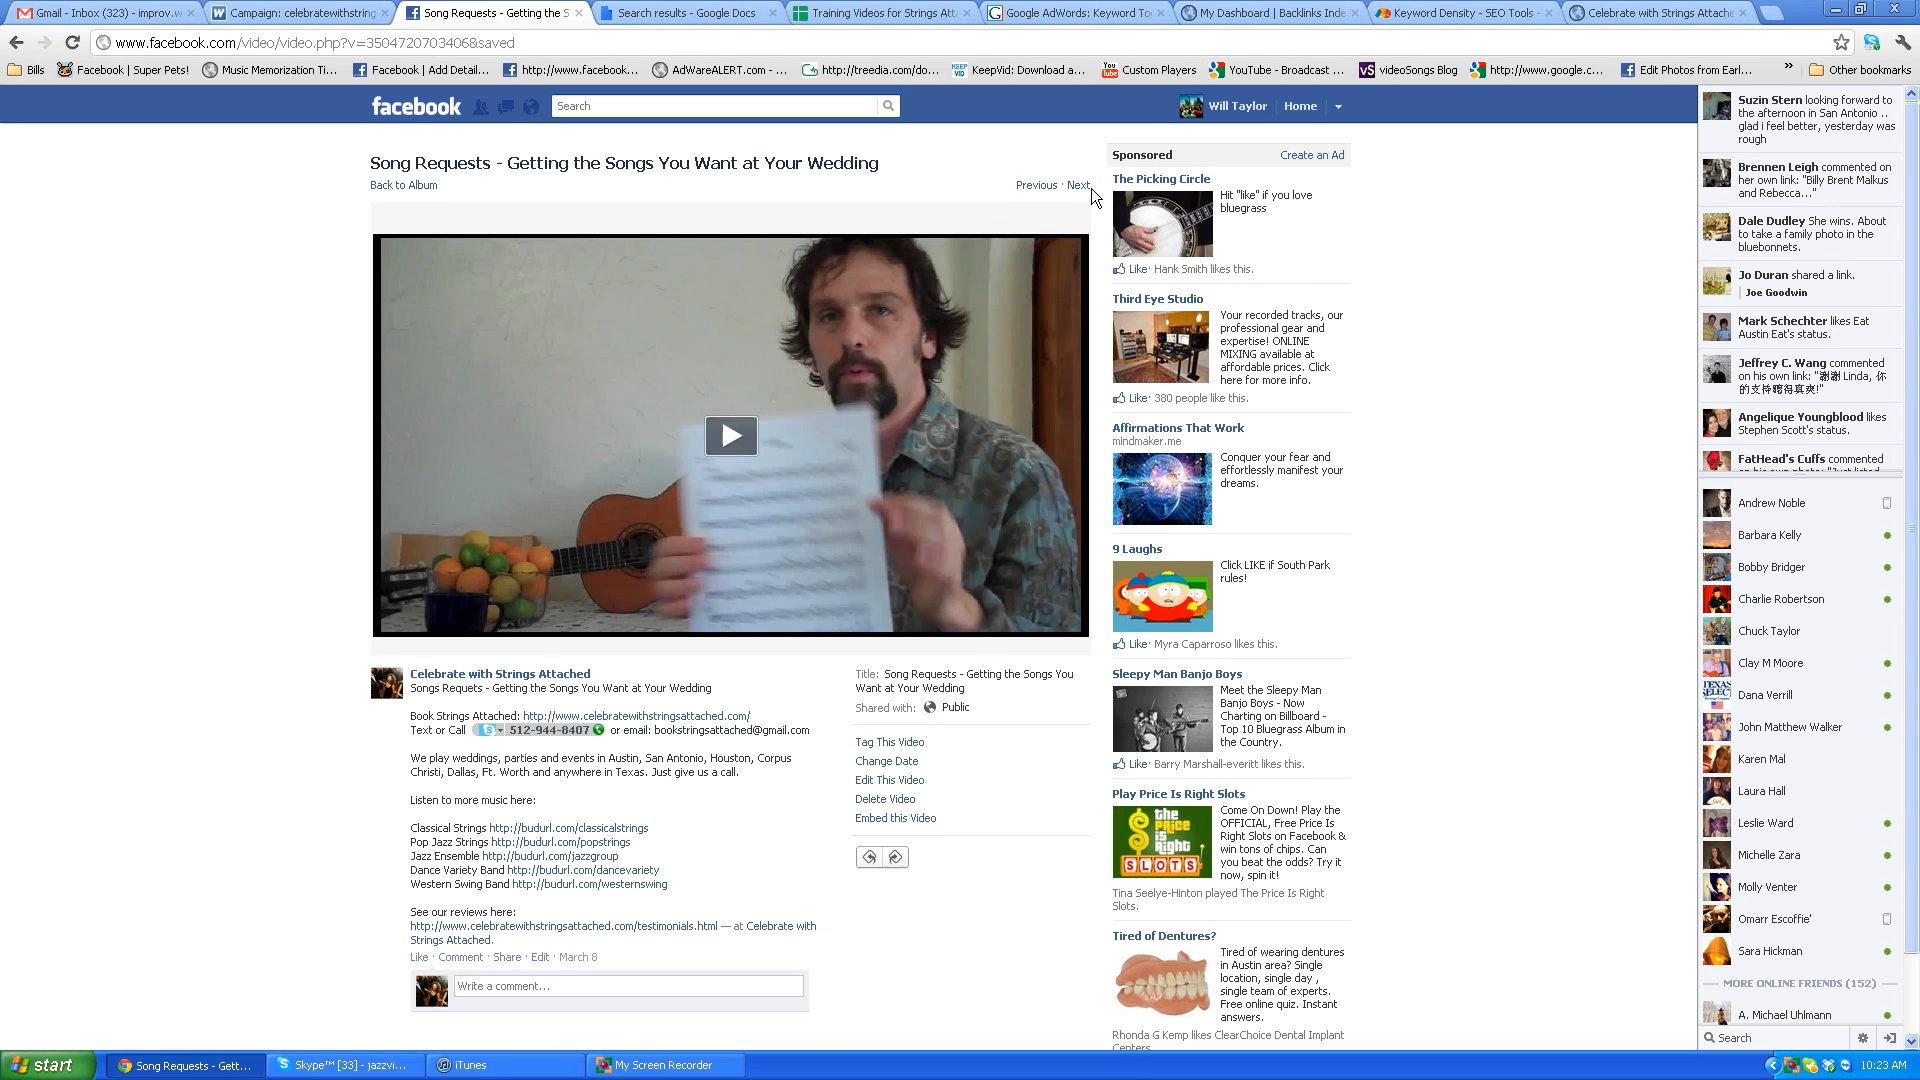 Gmail - Inbox (323) - improv.w
Campaign: celebratewithstring
Song Requests - Getting the S
Search results - Google Docs
Training Videos for Strings Att
Google AdWords: Keyword To
My Dashboard | Backlinks Inde
Keyword Density - SEO Tools -
Celebrate with Strings Attache
www.facebook.com/video/video.php?v=3504720703406&saved
Bills
Facebook | Super Pets!
Music Memorization Ti...
Facebook | Add Detail...
http://www.facebook...
AdWareALERT.com - ...
http://treedia.com/do...
KeepVid: Download a...
Custom Players
YouTube - Broadcast ...
videoSongs Blog
http://www.google.c...
Edit Photos from Earl...
»
Other bookmarks
facebook
Search
Will Taylor
Home
Song Requests - Getting the Songs You Want at Your Wedding
Back to Album
Previous · Next
Celebrate with Strings Attached
Songs Requets - Getting the Songs You Want at Your Wedding
Book Strings Attached: http://www.celebratewithstringsattached.com/
Text or Call 512-944-8407 or email: bookstringsattached@gmail.com
We play weddings, parties and events in Austin, San Antonio, Houston, Corpus
Christi, Dallas, Ft. Worth and anywhere in Texas. Just give us a call.
Listen to more music here:
Classical Strings http://budurl.com/classicalstrings
Pop Jazz Strings http://budurl.com/popstrings
Jazz Ensemble http://budurl.com/jazzgroup
Dance Variety Band http://budurl.com/dancevariety
Western Swing Band http://budurl.com/westernswing
See our reviews here:
http://www.celebratewithstringsattached.com/testimonials.html — at Celebrate with
Strings Attached.
Like · Comment · Share · Edit · March 8
Write a comment...
Title: Song Requests - Getting the Songs You
Want at Your Wedding
Shared with: Public
Tag This Video
Change Date
Edit This Video
Delete Video
Embed this Video
Sponsored
Create an Ad
The Picking Circle
Hit "like" if you love
bluegrass
Like · Hank Smith likes this.
Third Eye Studio
Your recorded tracks, our
professional gear and
expertise! ONLINE
MIXING available at
affordable prices. Click
here for more info.
Like · 380 people like this.
Affirmations That Work
mindmaker.me
Conquer your fear and
effortlessly manifest your
dreams.
9 Laughs
Click LIKE if South Park
rules!
Like · Myra Caparroso likes this.
Sleepy Man Banjo Boys
Meet the Sleepy Man
Banjo Boys - Now
Charting on Billboard -
Top 10 Bluegrass Album in
the Country.
Like · Barry Marshall-everitt likes this.
Play Price Is Right Slots
the PRICE is Right
SLOTS
Come On Down! Play the
OFFICIAL, Free Price Is
Right Slots on Facebook &
win tons of chips. Can
you beat the odds? Try it
now, spin it!
Tina Seelye-Hinton played The Price Is Right
Slots.
Tired of Dentures?
Tired of wearing dentures
in Austin area? Single
location, single day ,
single team of experts.
Free online quiz. Instant
answers.
Rhonda G Kemp likes ClearChoice Dental Implant
Centers.
Suzin Stern looking forward to
the afternoon in San Antonio ..
glad i feel better, yesterday was
rough
Brennen Leigh commented on
her own link: "Billy Brent Malkus
and Rebecca..."
Dale Dudley She wins. About
to take a family photo in the
bluebonnets.
Jo Duran shared a link.
Joe Goodwin
Mark Schechter likes Eat
Austin Eat's status.
Jeffrey C. Wang commented
on his own link: "謝謝 Linda, 你
的支持
Angelique Youngblood likes
Stephen Scott's status.
FatHead's Cuffs commented
Andrew Noble
Barbara Kelly
Bobby Bridger
Charlie Robertson
Chuck Taylor
Clay M Moore
Dana Verrill
John Matthew Walker
Karen Mal
Laura Hall
Leslie Ward
Michelle Zara
Molly Venter
Omarr Escoffie'
Sara Hickman
MORE ONLINE FRIENDS (152)
A. Michael Uhlmann
Search
start
Song Requests - Gett...
Skype™ [33] - jazzvi...
iTunes
My Screen Recorder
10:23 AM